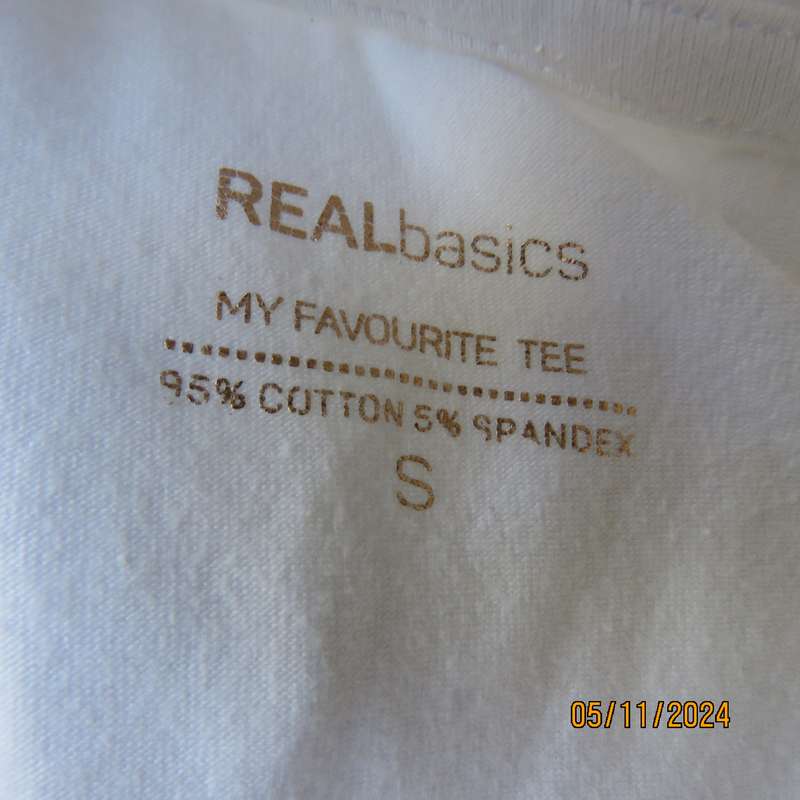 REALbasics
MY FAVOURITE TEE
95% COTTON 5% SPANDEX
S
05/11/2024